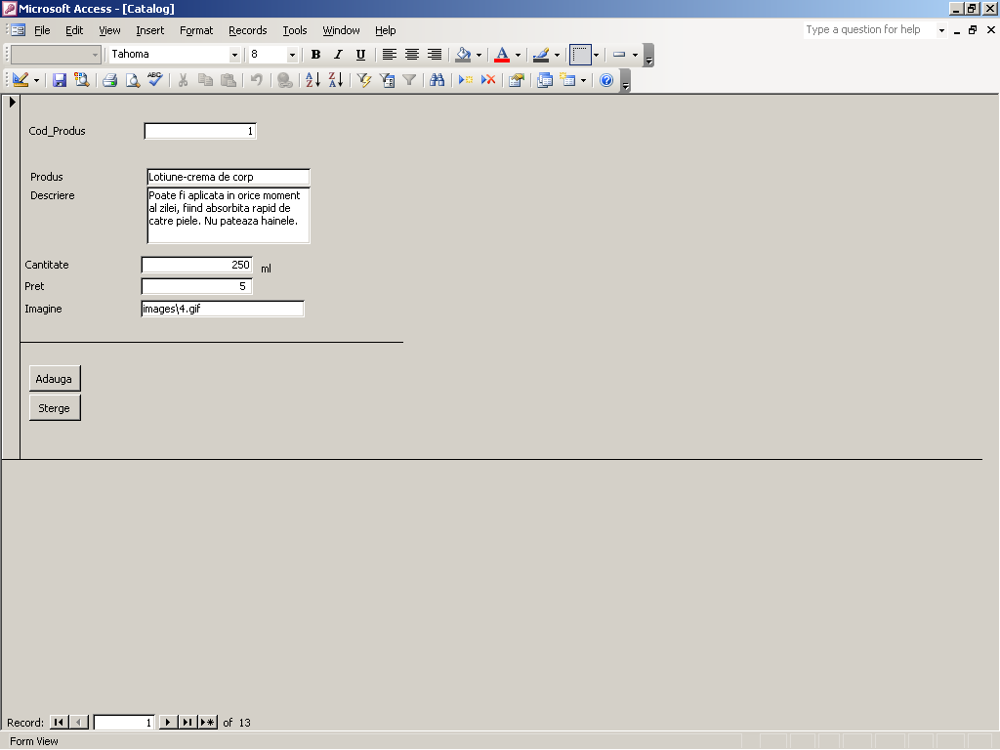 Microsoft Access - [Catalog]
File Edit View Insert Format Records Tools Window Help
Type a question for help
Tahoma 8 B I U
Cod_Produs 1
Produs Lotiune-crema de corp
Descriere Poate fi aplicata in orice moment
al zilei, fiind absorbita rapid de
catre piele. Nu pateaza hainele.
Cantitate 250 ml
Pret 5
Imagine images\4.gif
Adauga
Sterge
Record: 1 of 13
Form View